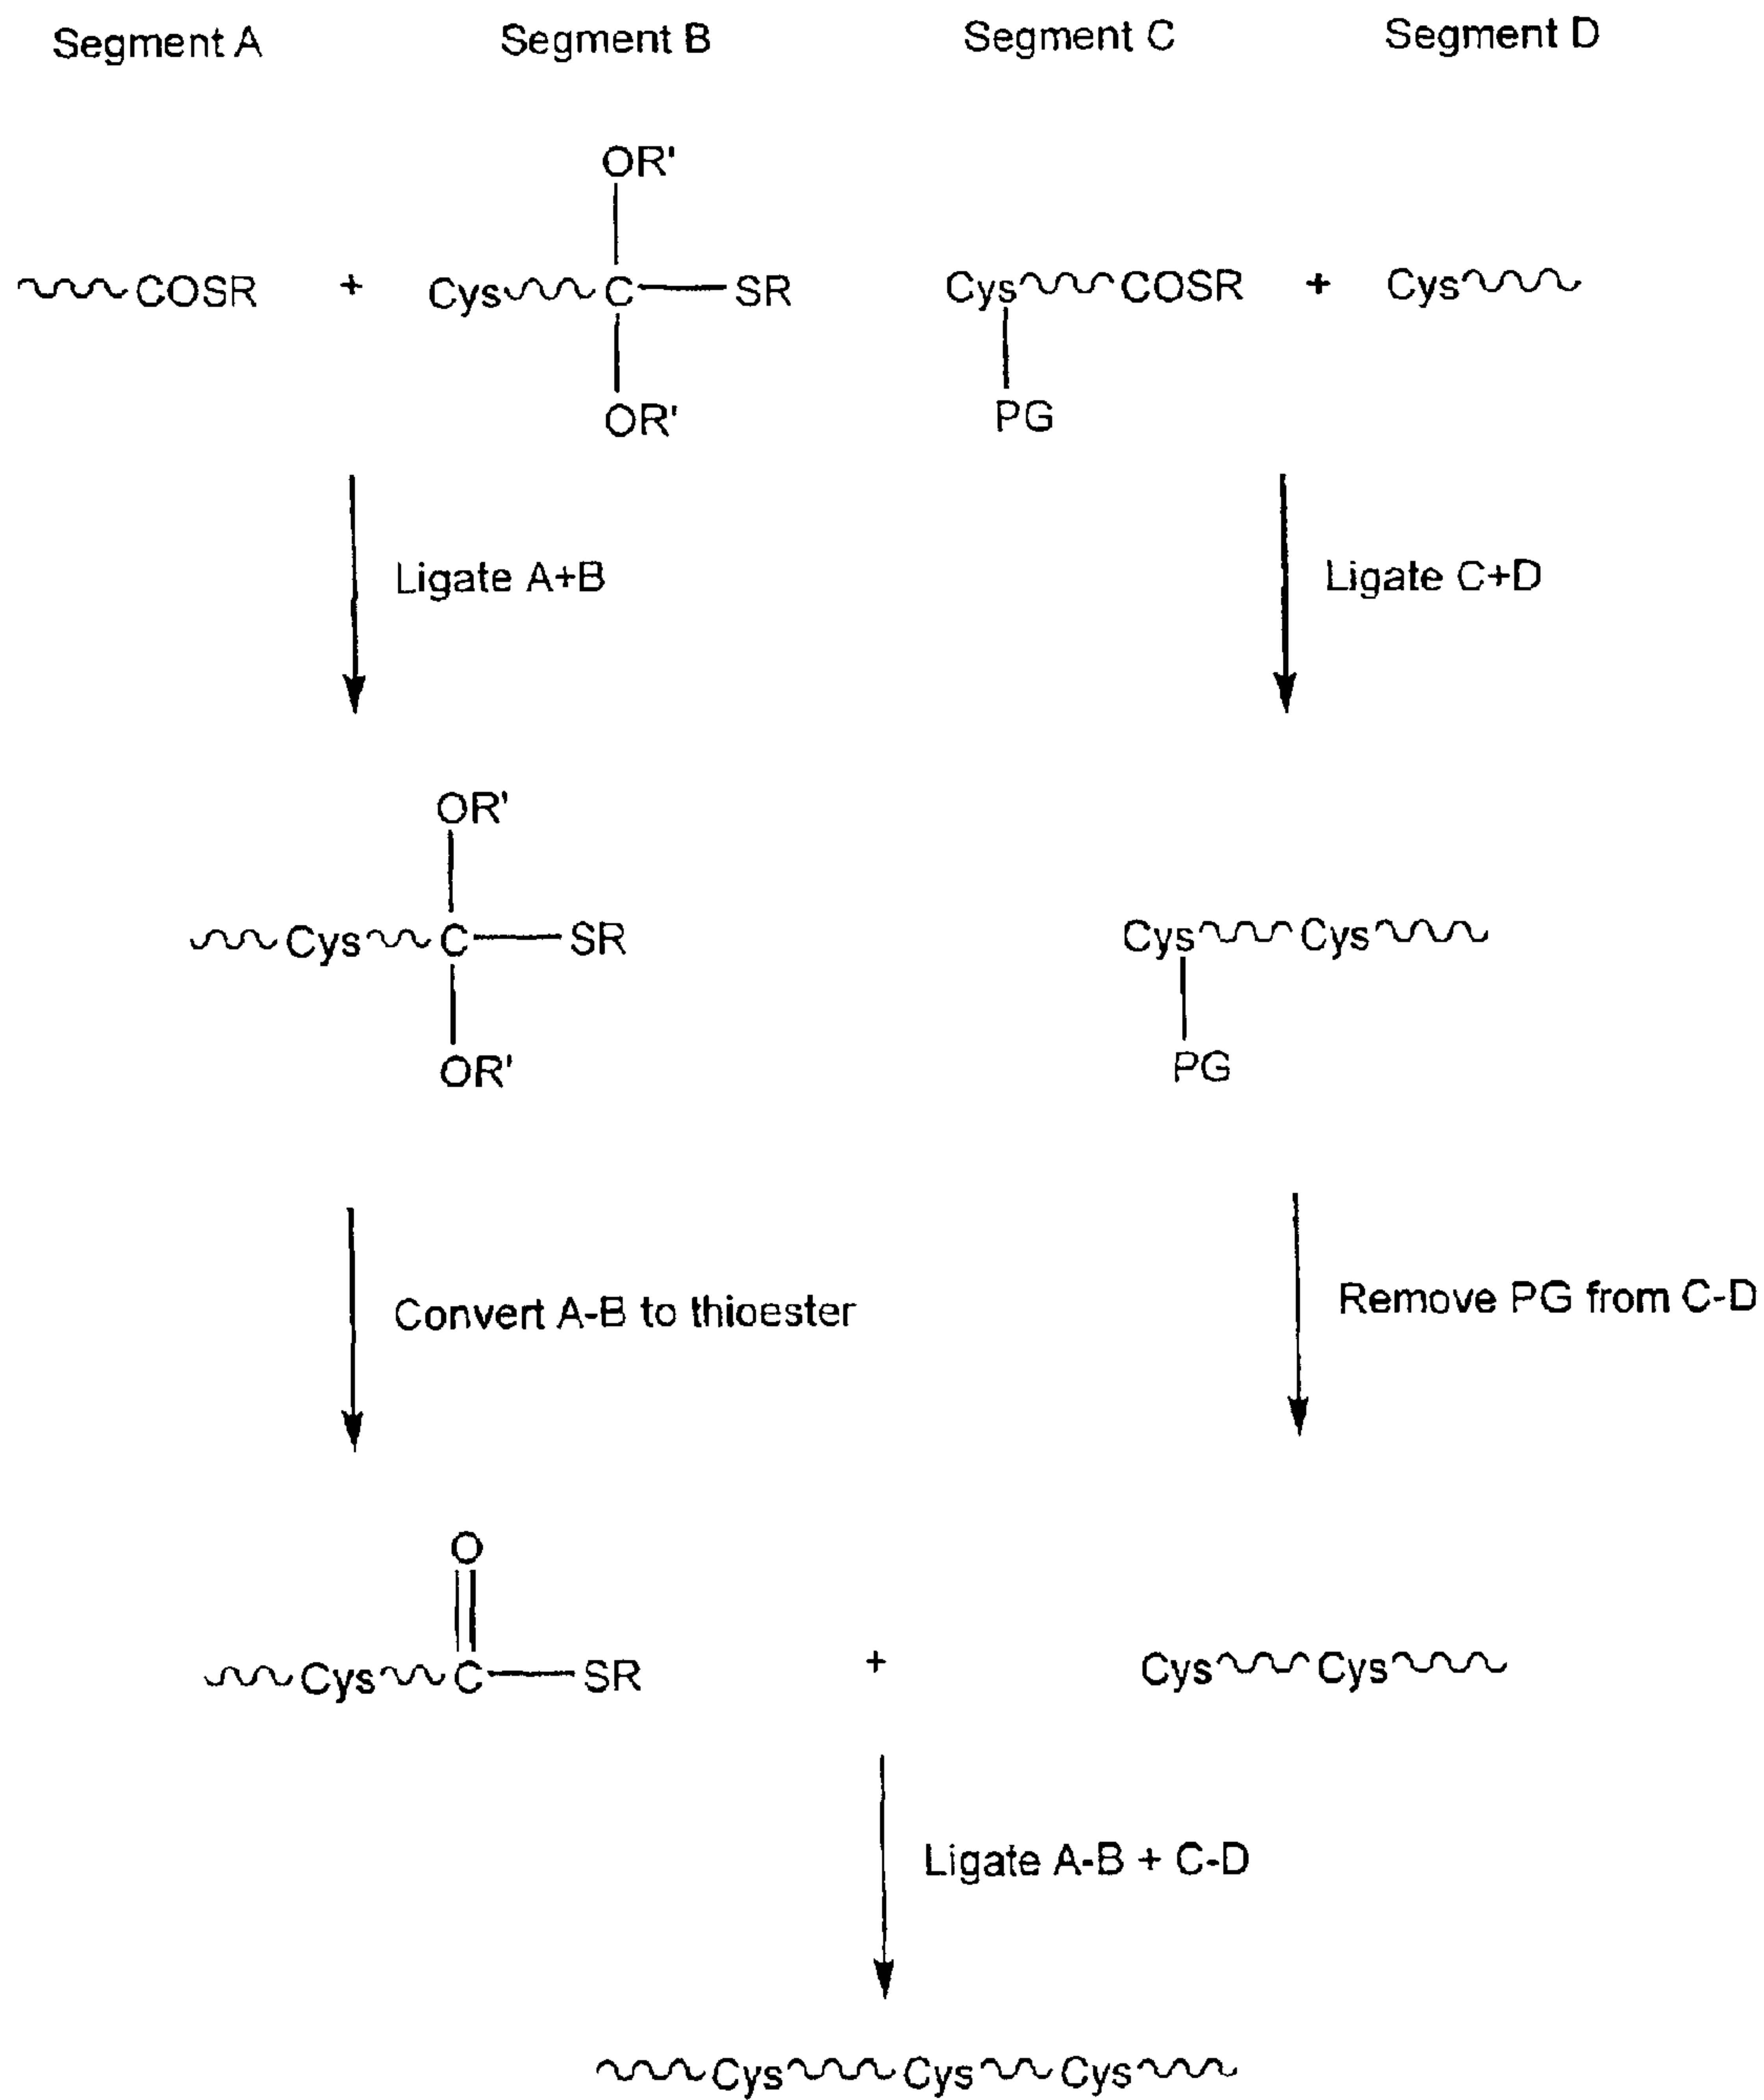 Segment A Segment B Segment C Segment D
OR'
COSR + Cys C SR Cys COSR + Cys
OR' PG
Ligate A+B Ligate C+D
OR'
Cys C SR Cys Cys
OR' PG
Convert A-B to thioester Remove PG from C-D
O
Cys C SR + Cys Cys
Ligate A-B + C-D
Cys Cys Cys